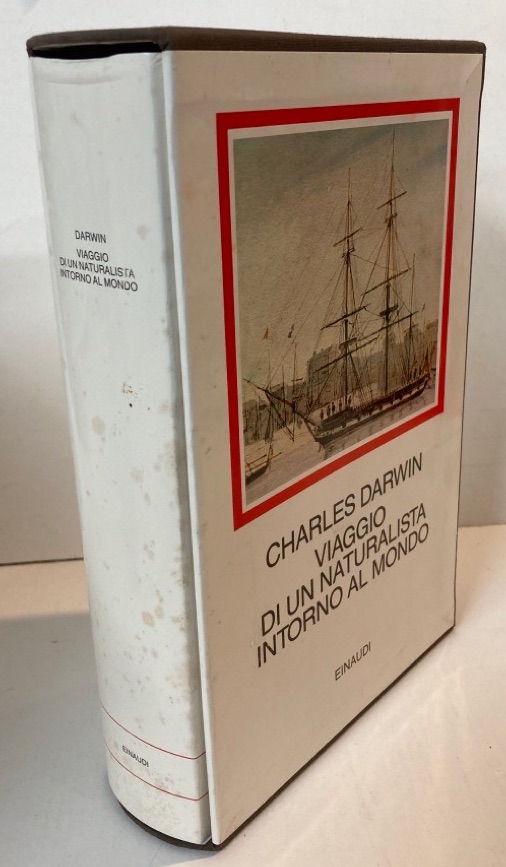 DARWIN
VIAGGIO
DI UN NATURALISTA
INTORNO AL MONDO
EINAUDI
CHARLES DARWIN
VIAGGIO
DI UN NATURALISTA
INTORNO AL MONDO
EINAUDI